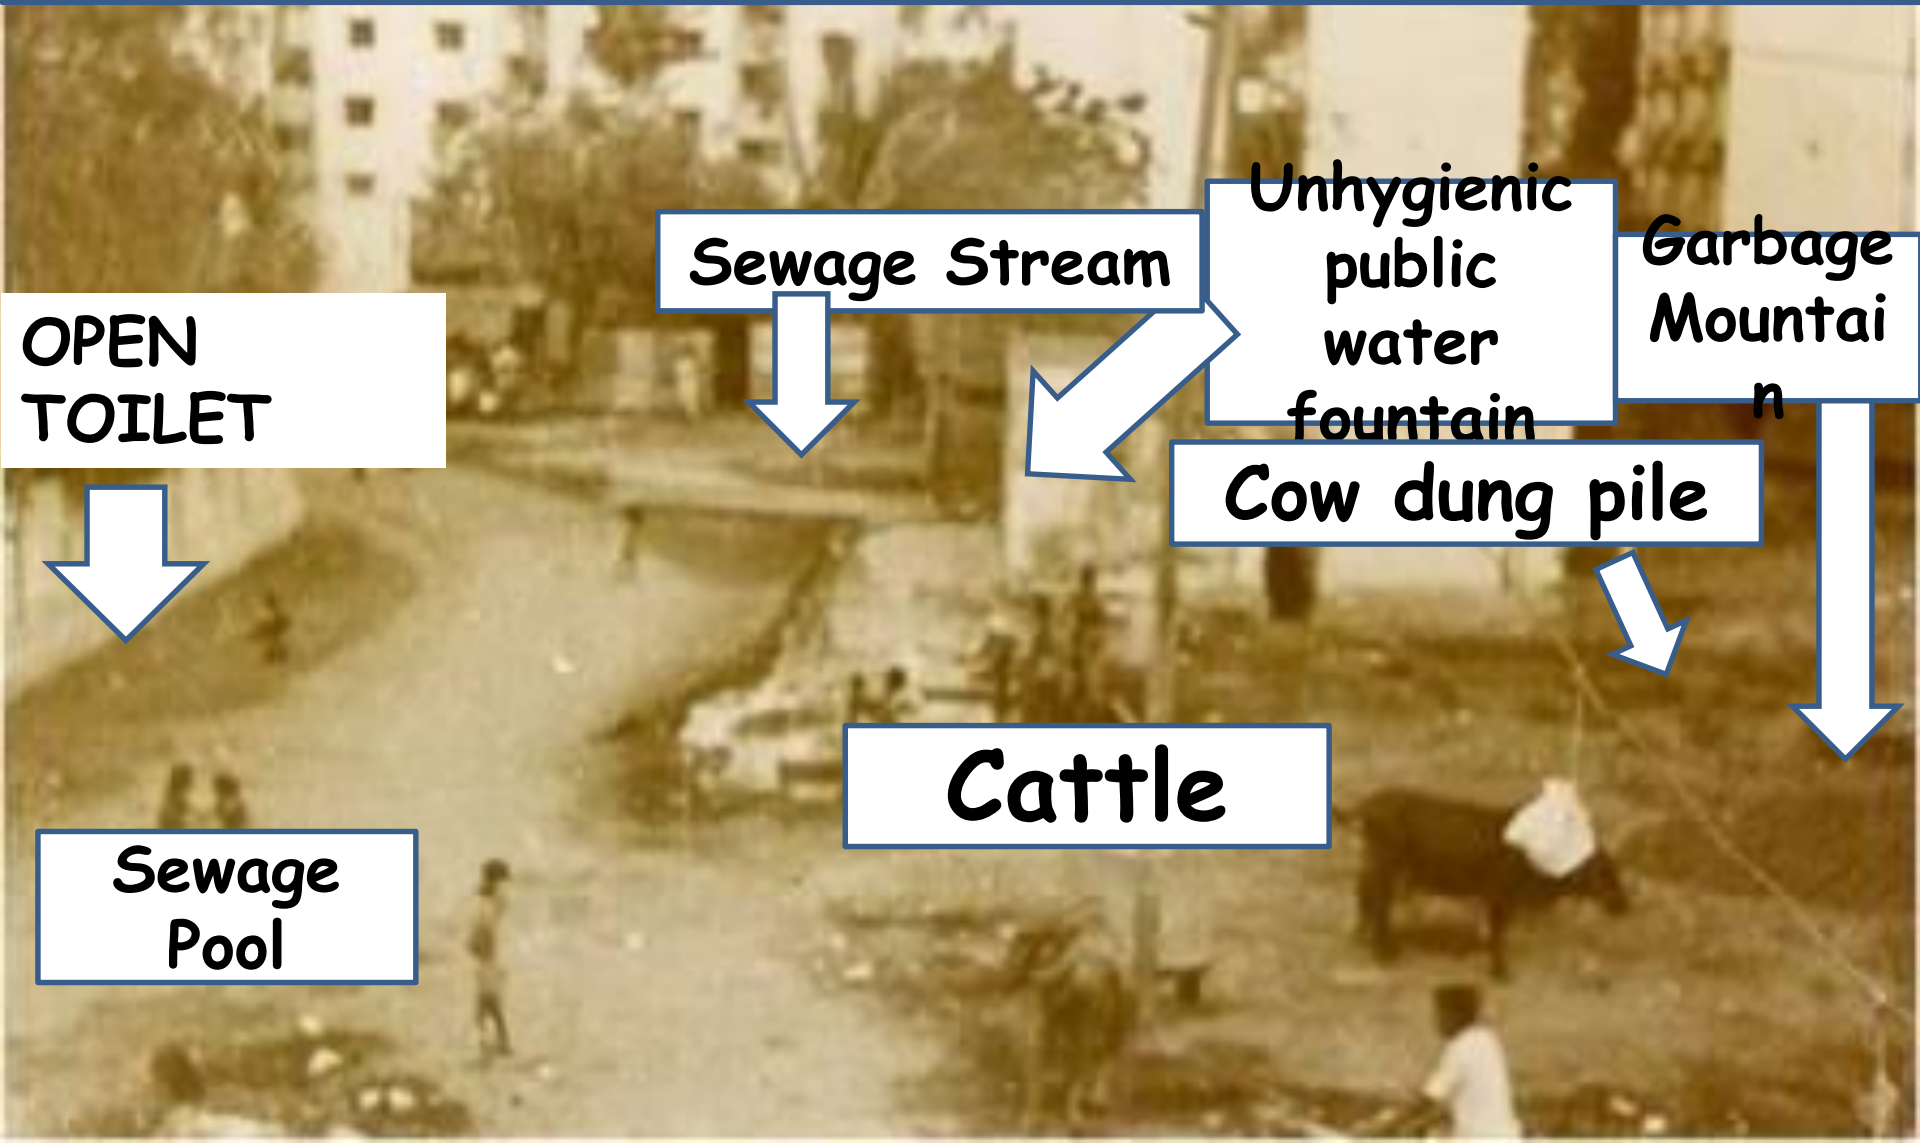 Unhygienic
public
water
fountain
Garbage
Mountai
n
Sewage Stream
OPEN
TOILET
Cow dung pile
Cattle
Sewage
Pool